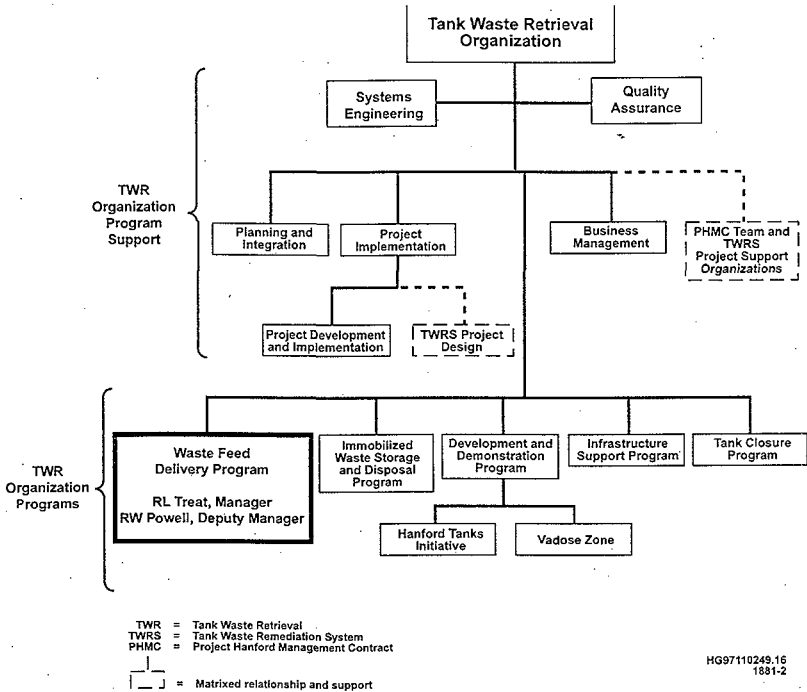 Tank Waste Retrieval
Organization
Systems
Engineering
Quality
Assurance
TWR
Organization
Program
Support
Planning and
Integration
Project
Implementation
Business
Management
PHMC Team and
TWRS
Project Support
Organizations
Project Development
and Implementation
TWRS Project
Design
TWR
Organization
Programs
Waste Feed
Delivery Program
RL Treat, Manager
RW Powell, Deputy Manager
Immobilized
Waste Storage
and Disposal
Program
Development and
Demonstration
Program
Infrastructure
Support Program
Tank Closure
Program
Hanford Tanks
Initiative
Vadose Zone
TWR = Tank Waste Retrieval
TWRS = Tank Waste Remediation System
PHMC = Project Hanford Management Contract
= Matrixed relationship and support
HG97110249.16
1881-2